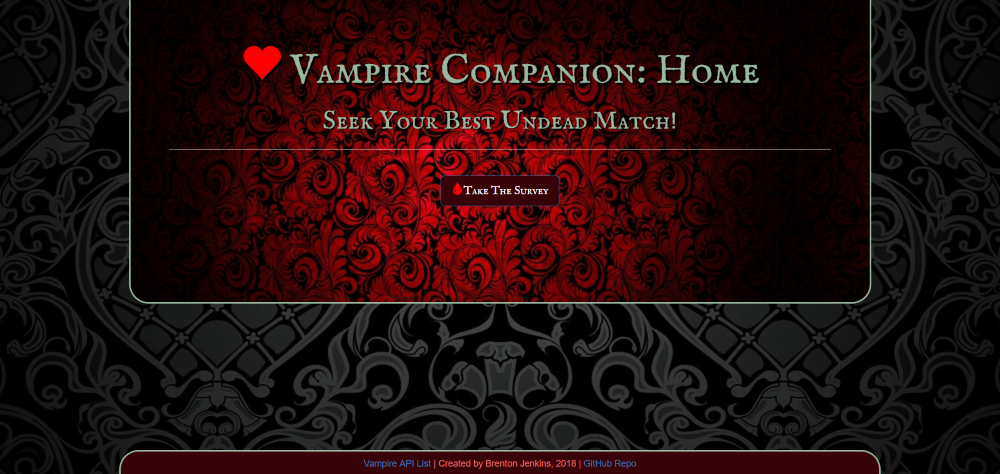 Vampire Companion: Home
Seek Your Best Undead Match!
Take The Survey
Vampire API List | Created by Brenton Jenkins, 2018 | GitHub Repo